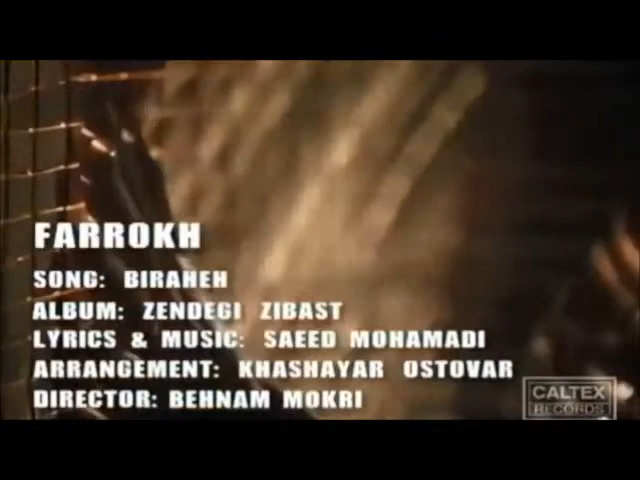 FARROKH
SONG: BIRAHEH
ALBUM: ZENDEGI ZIBAST
LYRICS & MUSIC: SAEED MOHAMADI
ARRANGEMENT: KHASHAYAR OSTOVAR
DIRECTOR: BEHNAM MOKRI
CALTEX
RECORDS